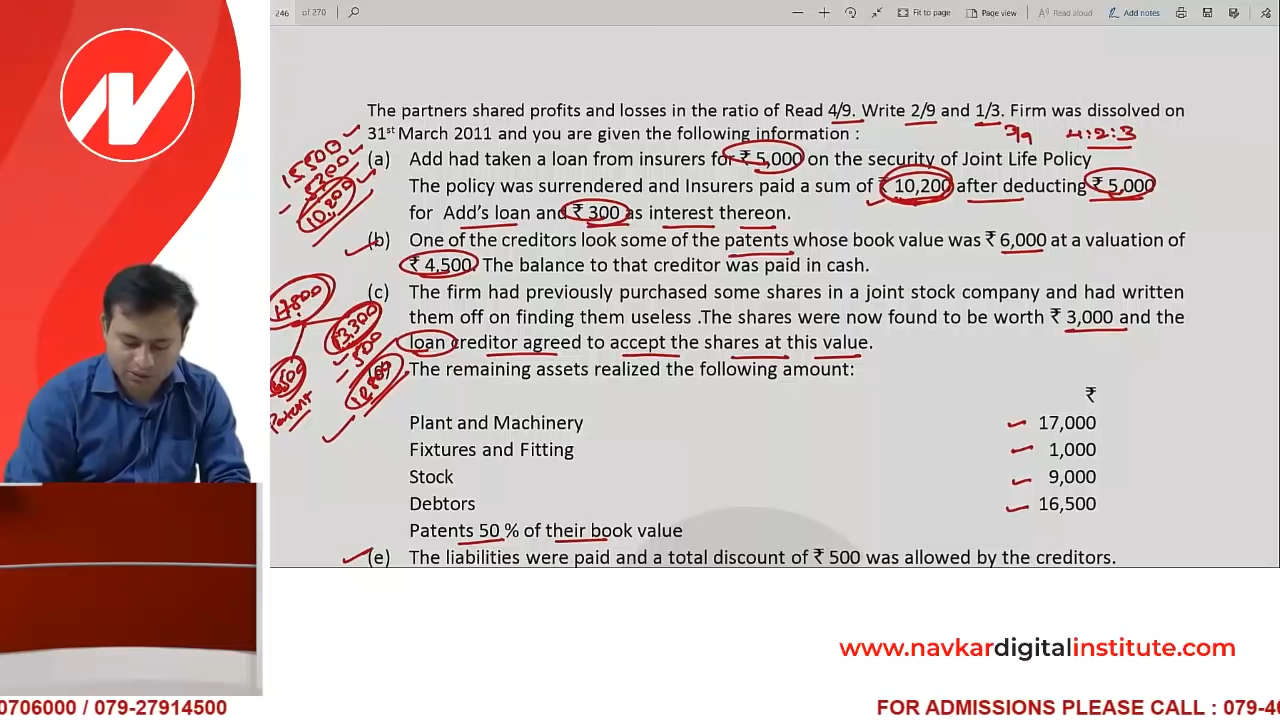 246 of 270
Fit to page
Page view
Read aloud
Add notes
The partners shared profits and losses in the ratio of Read 4/9. Write 2/9 and 1/3. Firm was dissolved on
31st March 2011 and you are given the following information :
3/9
4:2:3
15500
5300
10,200
(a) Add had taken a loan from insurers for ₹ 5,000 on the security of Joint Life Policy
The policy was surrendered and Insurers paid a sum of ₹ 10,200 after deducting ₹ 5,000
for Add's loan and ₹ 300 as interest thereon.
(b) One of the creditors look some of the patents whose book value was ₹ 6,000 at a valuation of
₹ 4,500. The balance to that creditor was paid in cash.
(c) The firm had previously purchased some shares in a joint stock company and had written
them off on finding them useless .The shares were now found to be worth ₹ 3,000 and the
loan creditor agreed to accept the shares at this value.
The remaining assets realized the following amount:
17,800
13,300
- 500
12,800
Patent
₹
Plant and Machinery 17,000
Fixtures and Fitting 1,000
Stock 9,000
Debtors 16,500
Patents 50 % of their book value
(e) The liabilities were paid and a total discount of ₹ 500 was allowed by the creditors.
www.navkardigitalinstitute.com
0706000 / 079-27914500
FOR ADMISSIONS PLEASE CALL : 079-40